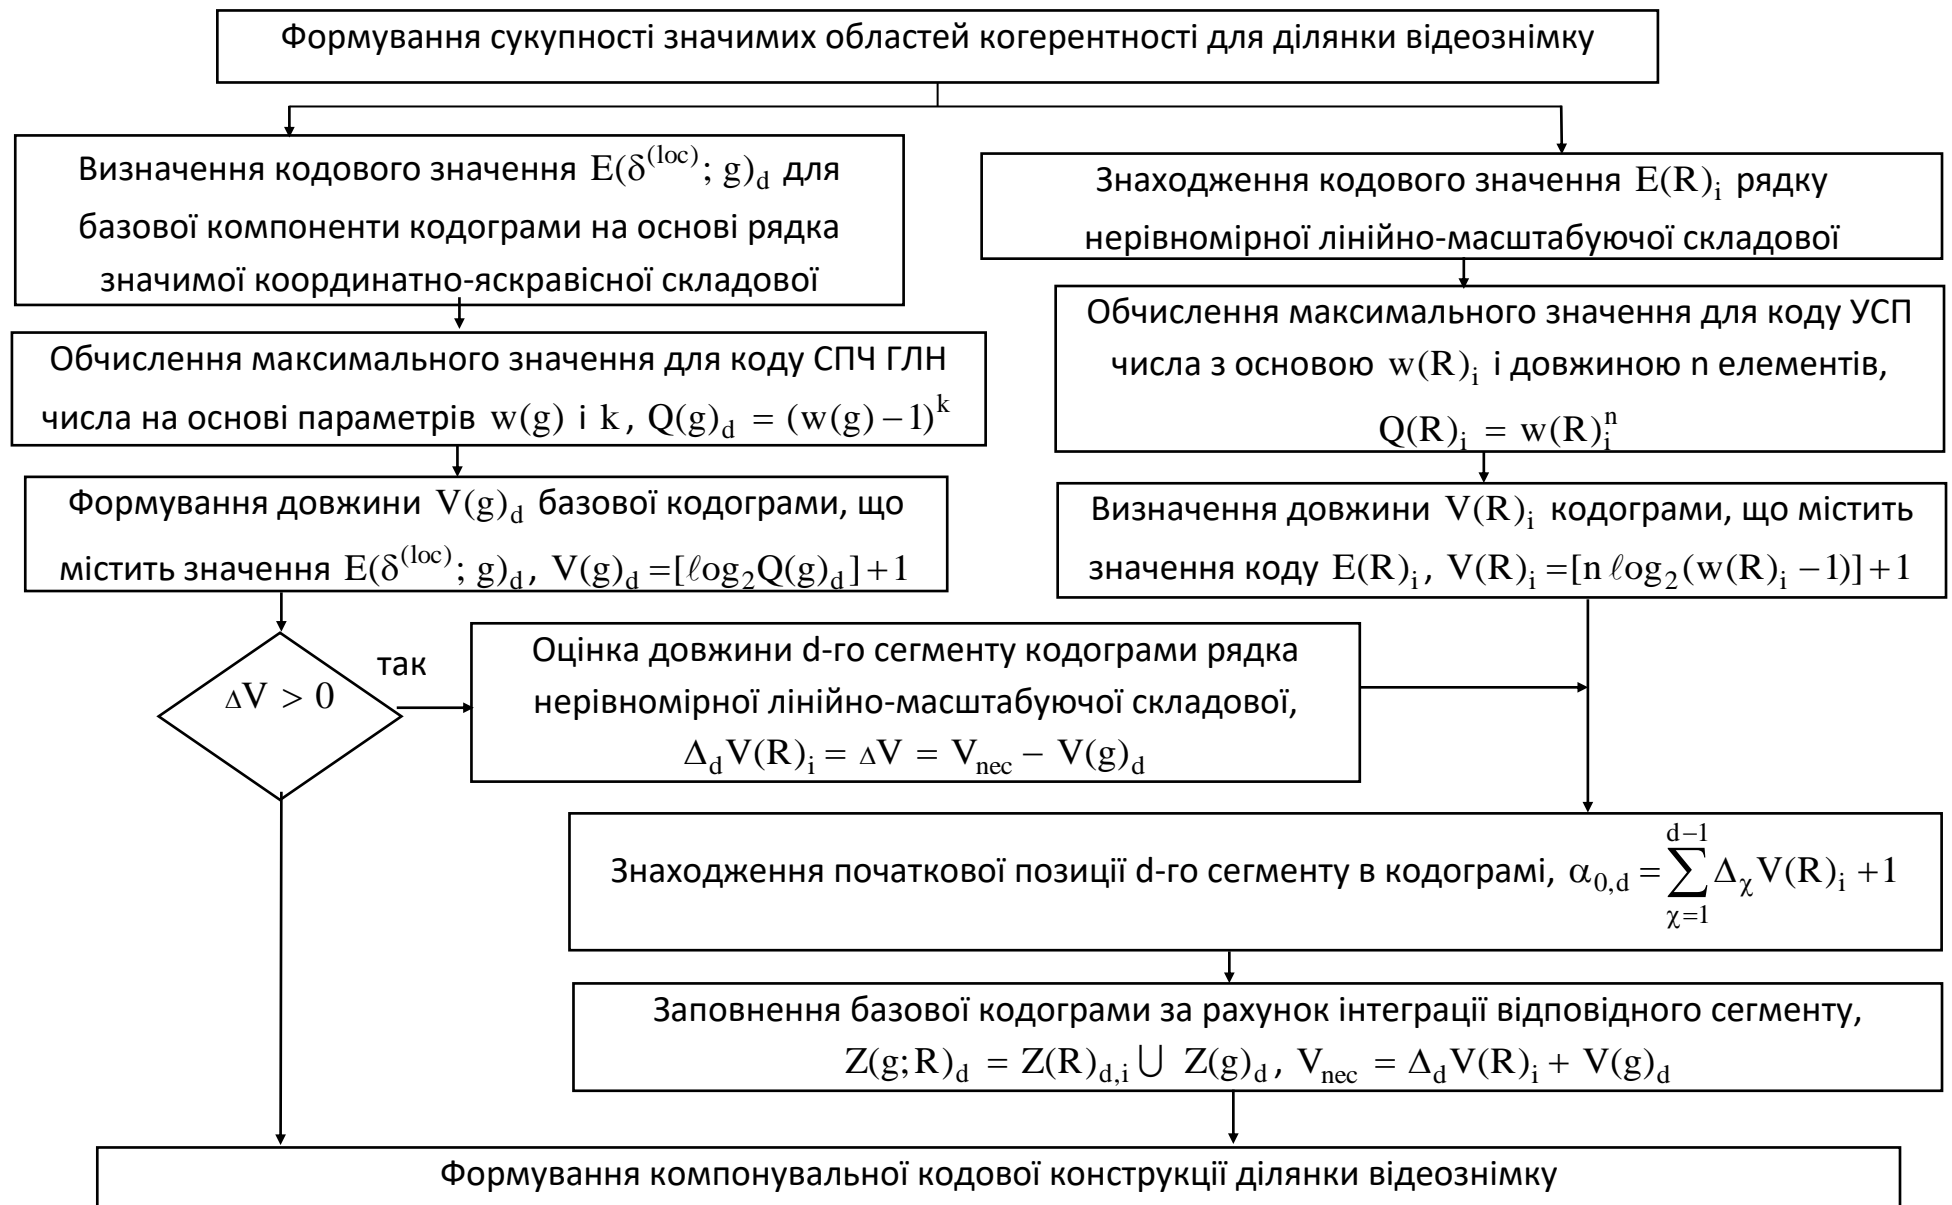 Формування сукупності значимих областей когерентності для ділянки відеознімку
Визначення кодового значення E(δ^(loc); g)_d для
базової компоненти кодограми на основі рядка
значимої координатно-яскравісної складової
Обчислення максимального значення для коду СПЧ ГЛН
числа на основі параметрів w(g) і k, Q(g)_d = (w(g) − 1)^k
Формування довжини V(g)_d базової кодограми, що
містить значення E(δ^(loc); g)_d, V(g)_d = [ℓog_2 Q(g)_d] + 1
Знаходження кодового значення E(R)_i рядку
нерівномірної лінійно-масштабуючої складової
Обчислення максимального значення для коду УСП
числа з основою w(R)_i і довжиною n елементів,
Q(R)_i = w(R)_i^n
Визначення довжини V(R)_i кодограми, що містить
значення коду E(R)_i, V(R)_i = [n ℓog_2 (w(R)_i − 1)] + 1
ΔV > 0
так
Оцінка довжини d-го сегменту кодограми рядка
нерівномірної лінійно-масштабуючої складової,
Δ_d V(R)_i = ΔV = V_nec − V(g)_d
Знаходження початкової позиції d-го сегменту в кодограмі, α_{0,d} = ∑_{χ=1}^{d−1} Δ_χ V(R)_i + 1
Заповнення базової кодограми за рахунок інтеграції відповідного сегменту,
Z(g;R)_d = Z(R)_{d,i} ⋃ Z(g)_d, V_nec = Δ_d V(R)_i + V(g)_d
Формування компонувальної кодової конструкції ділянки відеознімку